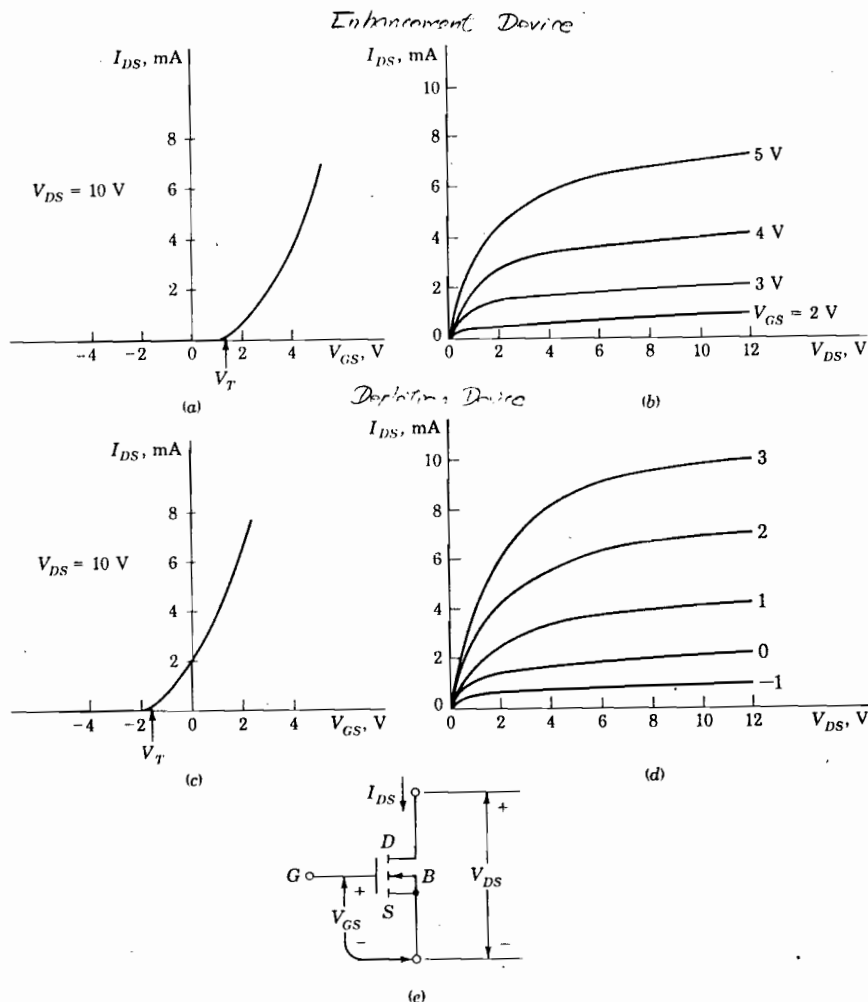 Enhancement Device
I_DS, mA
8
6
4
2
V_DS = 10 V
−4 −2 0 2 4 V_GS, V
V_T
(a)
I_DS, mA
10
8
6
4
2
0
5 V
4 V
3 V
V_GS = 2 V
0 2 4 6 8 10 12 V_DS, V
(b)
Device
I_DS, mA
8
6
4
2
V_DS = 10 V
−4 −2 0 2 4 V_GS, V
V_T
(c)
I_DS, mA
10
8
6
4
2
0
3
2
1
0
−1
0 2 4 6 8 10 12 V_DS, V
(d)
I_DS
+
D
G
B
V_DS
+
V_GS
S
−
−
(e)